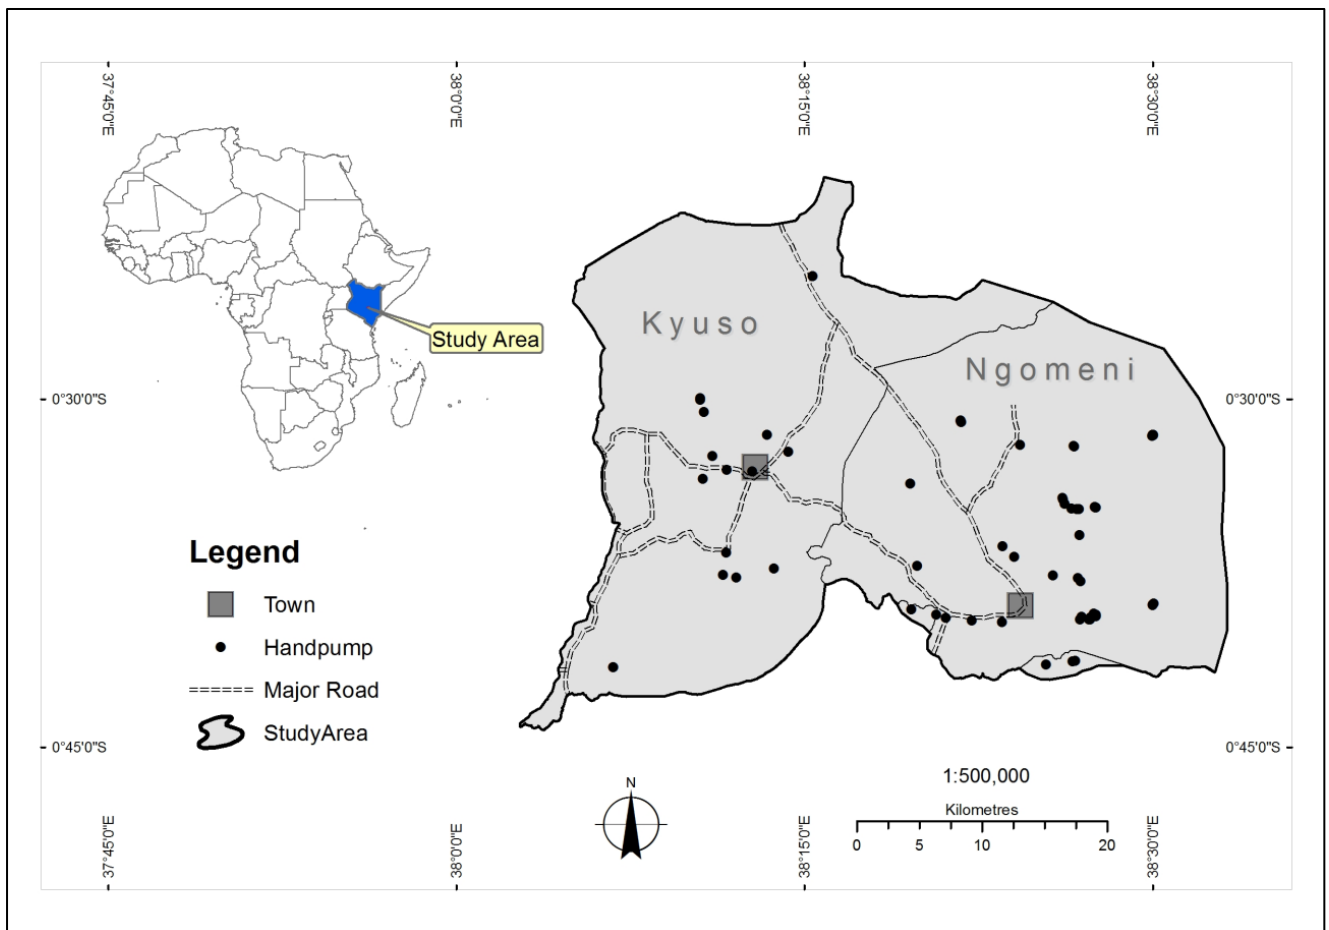 37°45'0"E
38°0'0"E
38°15'0"E
38°30'0"E
Study Area
Kyuso
Ngomeni
0°30'0"S
0°30'0"S
Legend
Town
Handpump
Major Road
StudyArea
0°45'0"S
0°45'0"S
N
1:500,000
Kilometres
0 5 10 20
37°45'0"E
38°0'0"E
38°15'0"E
38°30'0"E